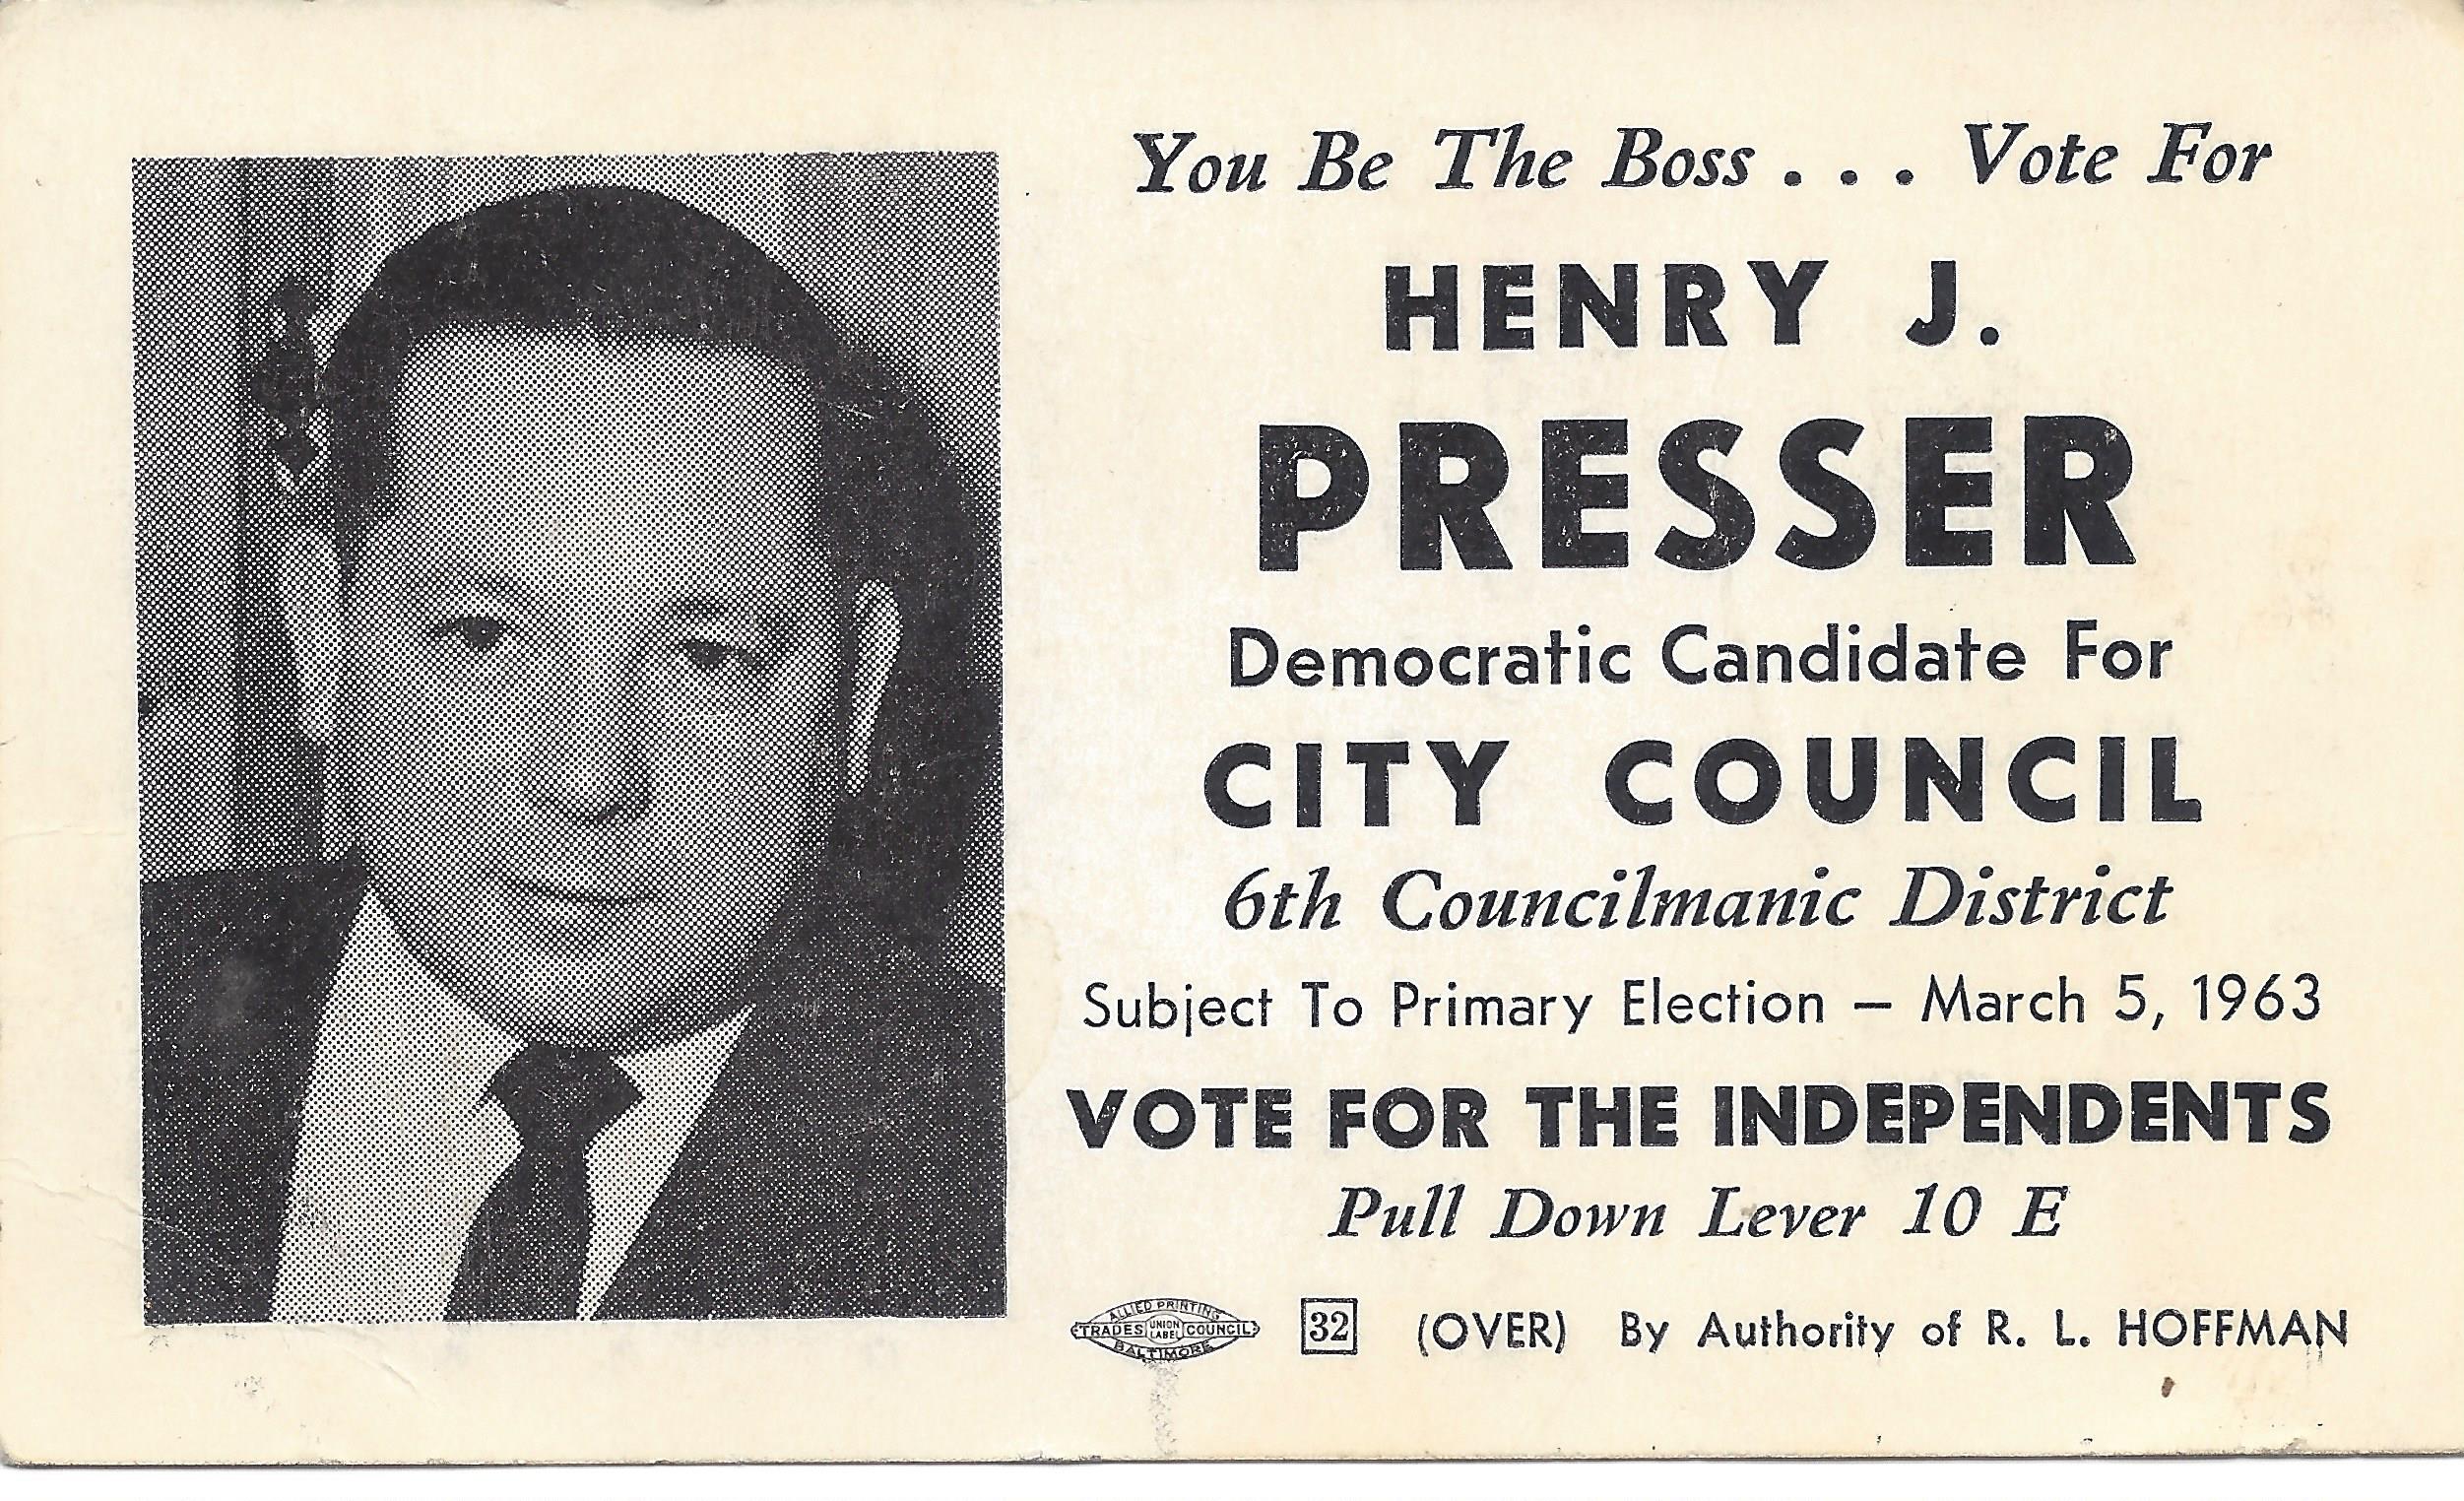 You Be The Boss . . . Vote For
HENRY J.
PRESSER
Democratic Candidate For
CITY COUNCIL
6th Councilmanic District
Subject To Primary Election – March 5, 1963
VOTE FOR THE INDEPENDENTS
Pull Down Lever 10 E
ALLIED PRINTING
TRADES UNION LABEL COUNCIL
BALTIMORE
32 (OVER) By Authority of R. L. HOFFMAN